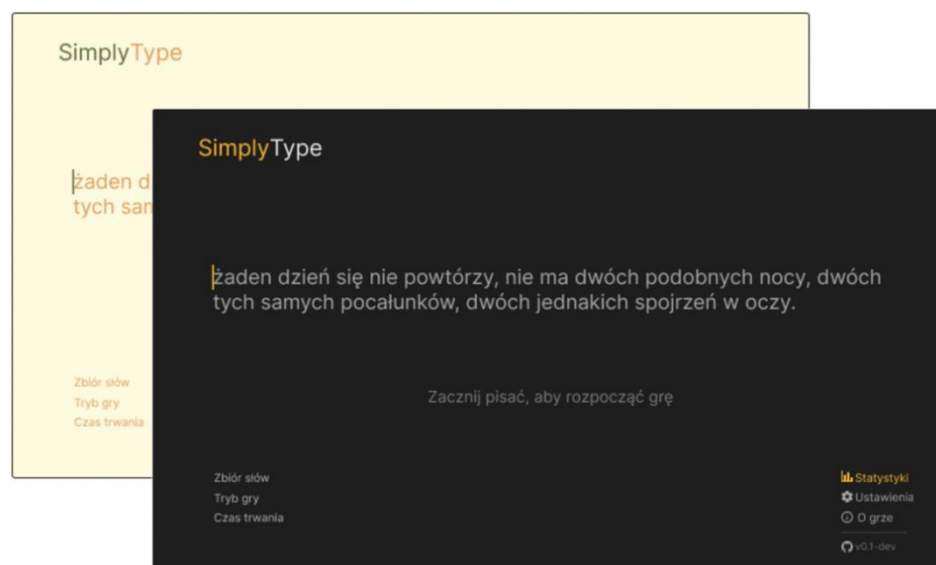 SimplyType
żaden d
tych sam
Zbiór słów
Tryb gry
Czas trwania
SimplyType
żaden dzień się nie powtórzy, nie ma dwóch podobnych nocy, dwóch
tych samych pocałunków, dwóch jednakich spojrzeń w oczy.
Zacznij pisać, aby rozpocząć grę
Zbiór słów
Tryb gry
Czas trwania
Statystyki
Ustawienia
O grze
v0.1-dev